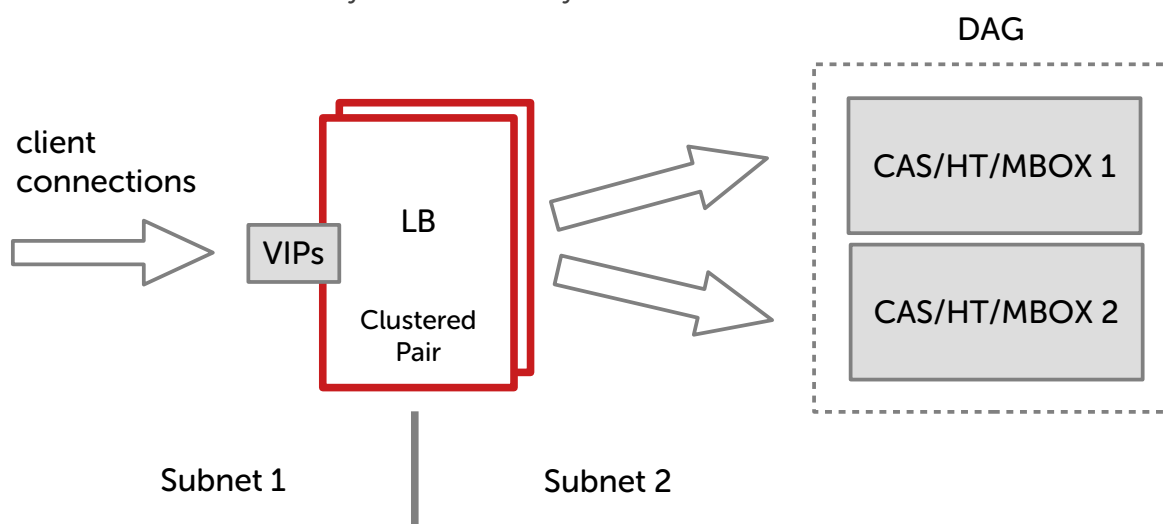 DAG
client
connections
VIPs
LB
Clustered
Pair
CAS/HT/MBOX 1
CAS/HT/MBOX 2
Subnet 1
Subnet 2